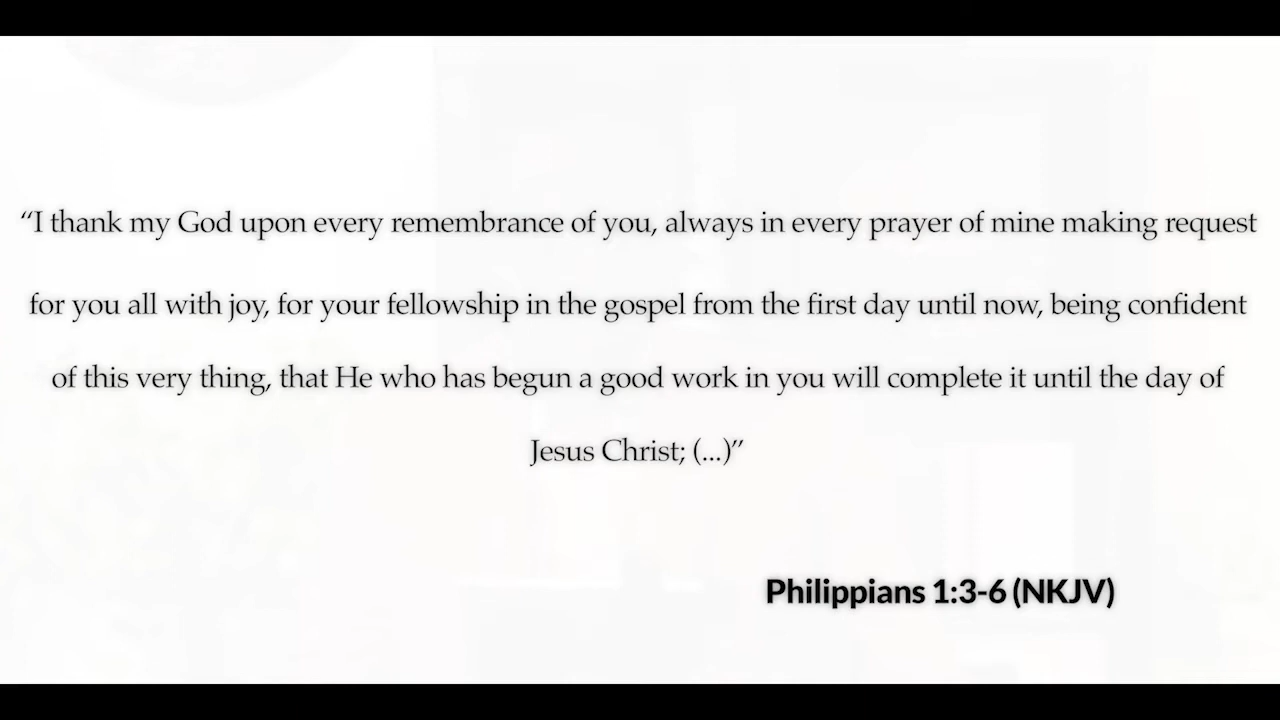 “I thank my God upon every remembrance of you, always in every prayer of mine making request
for you all with joy, for your fellowship in the gospel from the first day until now, being confident
of this very thing, that He who has begun a good work in you will complete it until the day of
Jesus Christ; (...)”
Philippians 1:3-6 (NKJV)